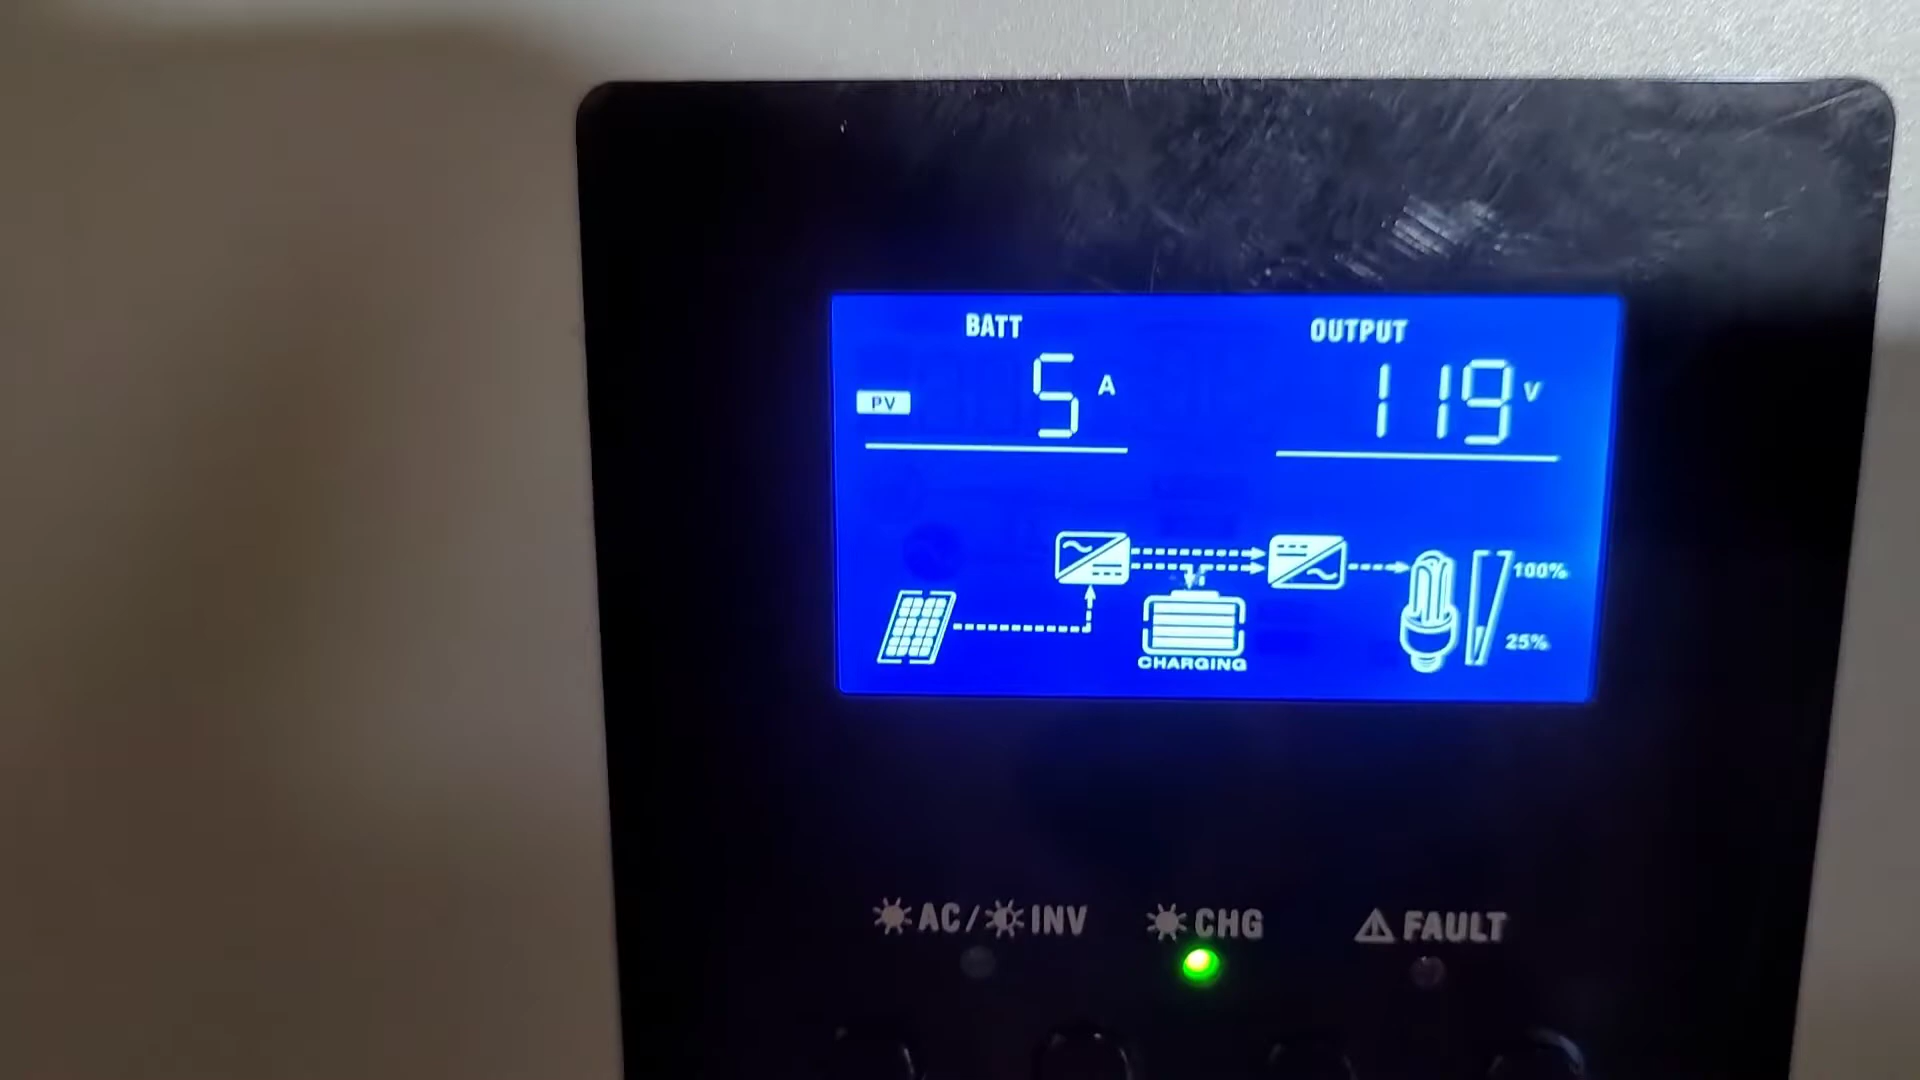 BATT OUTPUT
PV 5 A 119 V
100%
25%
CHARGING
AC/ INV CHG FAULT